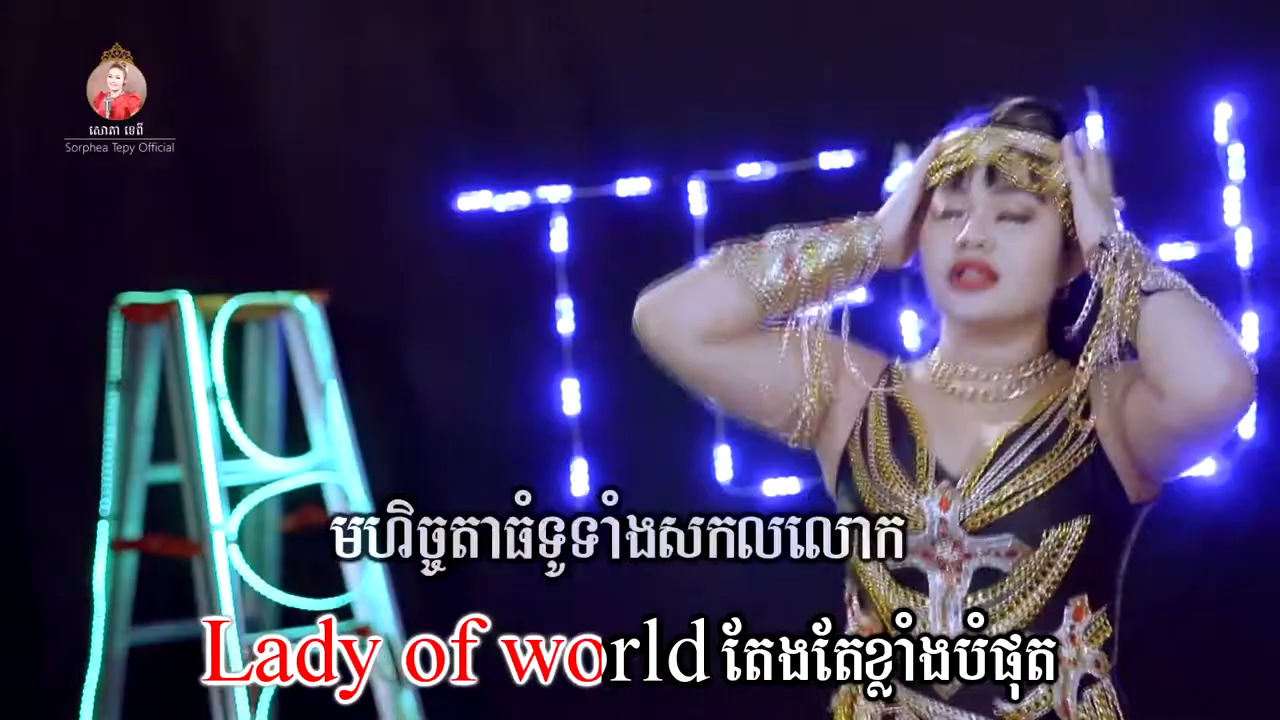 សោភា ទេពី
Sorphea Tepy Official
មហិច្ចតាធំទូទាំងសកលលោក
Lady of world តែងតែខ្លាំងបំផុត